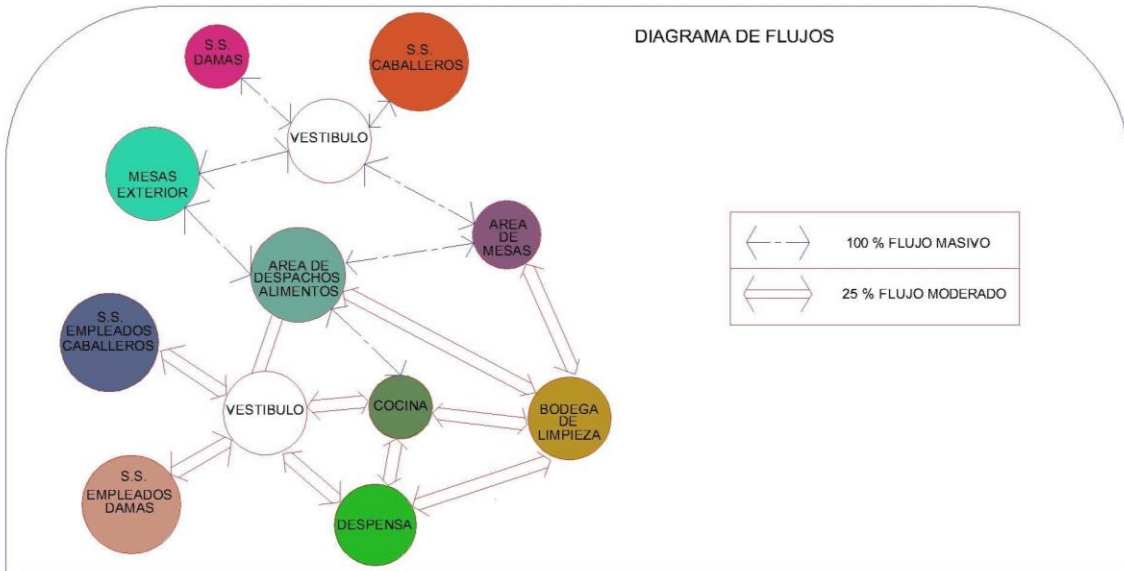 DIAGRAMA DE FLUJOS
S.S.
DAMAS
S.S.
CABALLEROS
VESTIBULO
MESAS
EXTERIOR
AREA
DE
MESAS
AREA DE
DESPACHOS
ALIMENTOS
100 % FLUJO MASIVO
25 % FLUJO MODERADO
S.S.
EMPLEADOS
CABALLEROS
VESTIBULO
COCINA
BODEGA
DE
LIMPIEZA
S.S.
EMPLEADOS
DAMAS
DESPENSA